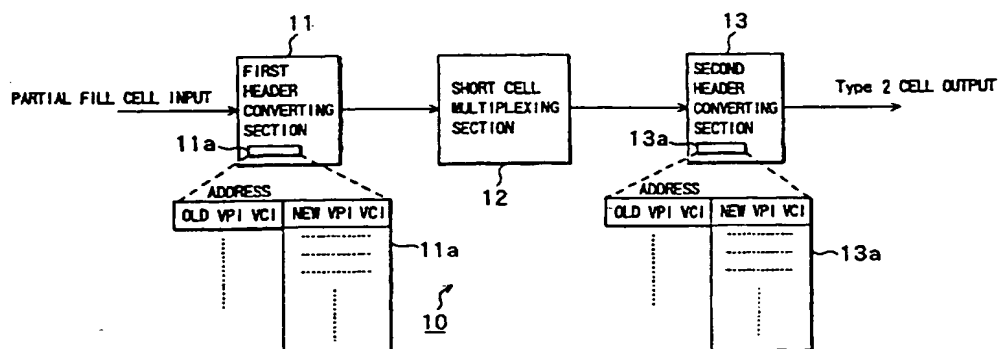 11
FIRST
HEADER
CONVERTING
SECTION
PARTIAL FILL CELL INPUT
11a
SHORT CELL
MULTIPLEXING
SECTION
12
13
SECOND
HEADER
CONVERTING
SECTION
Type 2 CELL OUTPUT
13a
ADDRESS
OLD VPI VCI
NEW VPI VCI
11a
10
ADDRESS
OLD VPI VCI
NEW VPI VCI
13a